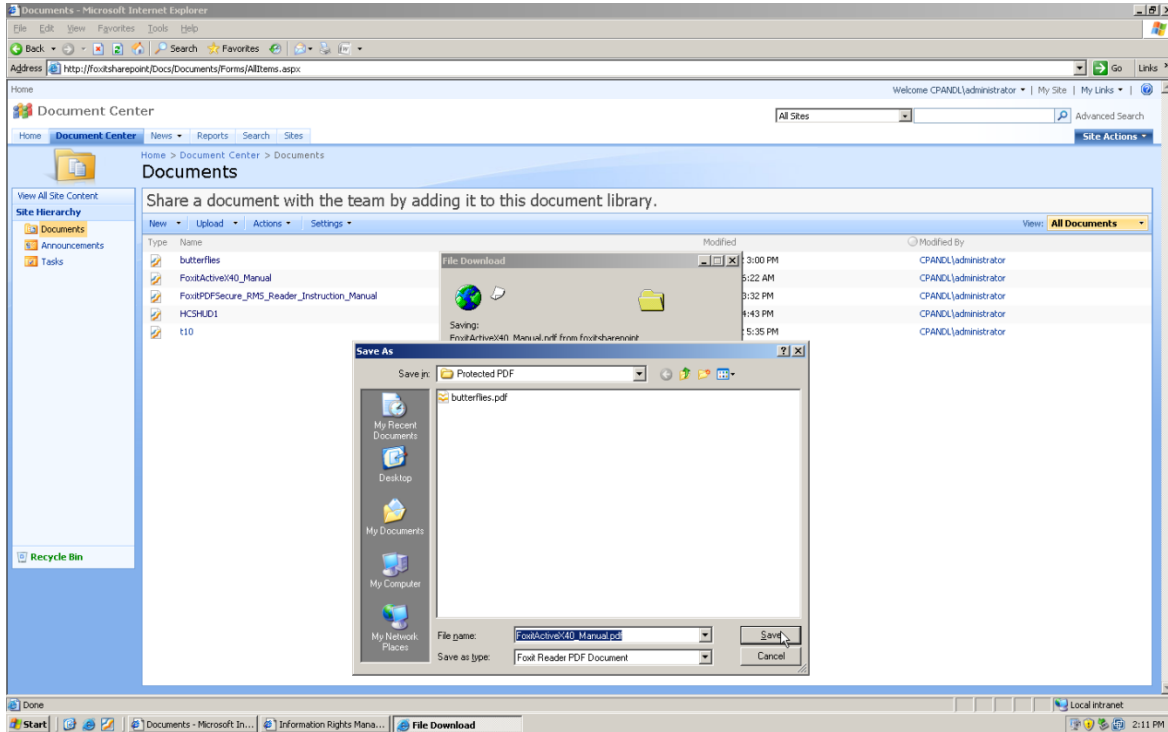 Documents - Microsoft Internet Explorer
File Edit View Favorites Tools Help
Back Search Favorites
Address http://foxitsharepoint/Docs/Documents/Forms/AllItems.aspx Go Links
Home Welcome CPANDL\administrator | My Site | My Links |
Document Center All Sites Advanced Search
Home Document Center News Reports Search Sites Site Actions
Home > Document Center > Documents
Documents
View All Site Content
Share a document with the team by adding it to this document library.
Site Hierarchy
Documents
Announcements
Tasks
Recycle Bin
New Upload Actions Settings View: All Documents
Type Name Modified Modified By
butterflies 3:00 PM CPANDL\administrator
FoxitActiveX40_Manual 5:22 AM CPANDL\administrator
FoxitPDFSecure_RMS_Reader_Instruction_Manual 3:32 PM CPANDL\administrator
HCSHUD1 4:43 PM CPANDL\administrator
t10 5:35 PM CPANDL\administrator
File Download
Saving:
FoxitActiveX40_Manual.pdf from foxitsharepoint
Save As
Save in: Protected PDF
butterflies.pdf
My Recent
Documents
Desktop
My Documents
My Computer
My Network
Places
File name: FoxitActiveX40_Manual.pdf Save
Save as type: Foxit Reader PDF Document Cancel
Done Local intranet
Start Documents - Microsoft In... Information Rights Mana... File Download 2:11 PM